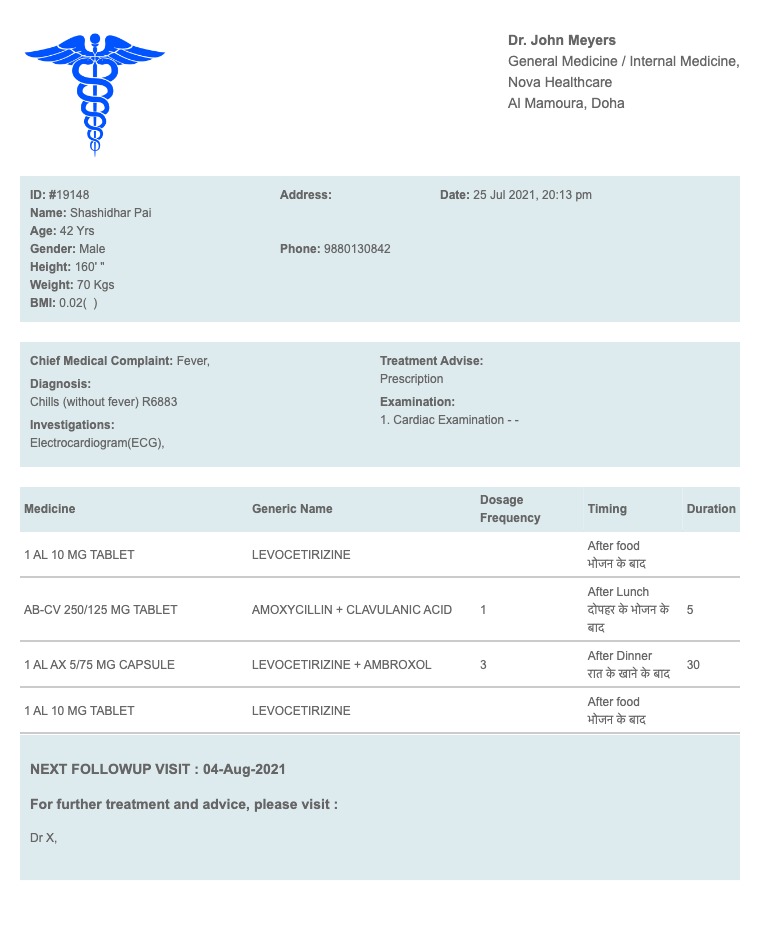 Dr. John Meyers
General Medicine / Internal Medicine,
Nova Healthcare
Al Mamoura, Doha
ID: #19148
Name: Shashidhar Pai
Age: 42 Yrs
Gender: Male
Height: 160' "
Weight: 70 Kgs
BMI: 0.02( )
Address:
Phone: 9880130842
Date: 25 Jul 2021, 20:13 pm
Chief Medical Complaint: Fever,
Diagnosis:
Chills (without fever) R6883
Investigations:
Electrocardiogram(ECG),
Treatment Advise:
Prescription
Examination:
1. Cardiac Examination - -
Medicine Generic Name Dosage Frequency Timing Duration
1 AL 10 MG TABLET LEVOCETIRIZINE After food
भोजन के बाद
AB-CV 250/125 MG TABLET AMOXYCILLIN + CLAVULANIC ACID 1 After Lunch 5
दोपहर के भोजन के
बाद
1 AL AX 5/75 MG CAPSULE LEVOCETIRIZINE + AMBROXOL 3 After Dinner 30
रात के खाने के बाद
1 AL 10 MG TABLET LEVOCETIRIZINE After food
भोजन के बाद
NEXT FOLLOWUP VISIT : 04-Aug-2021
For further treatment and advice, please visit :
Dr X,